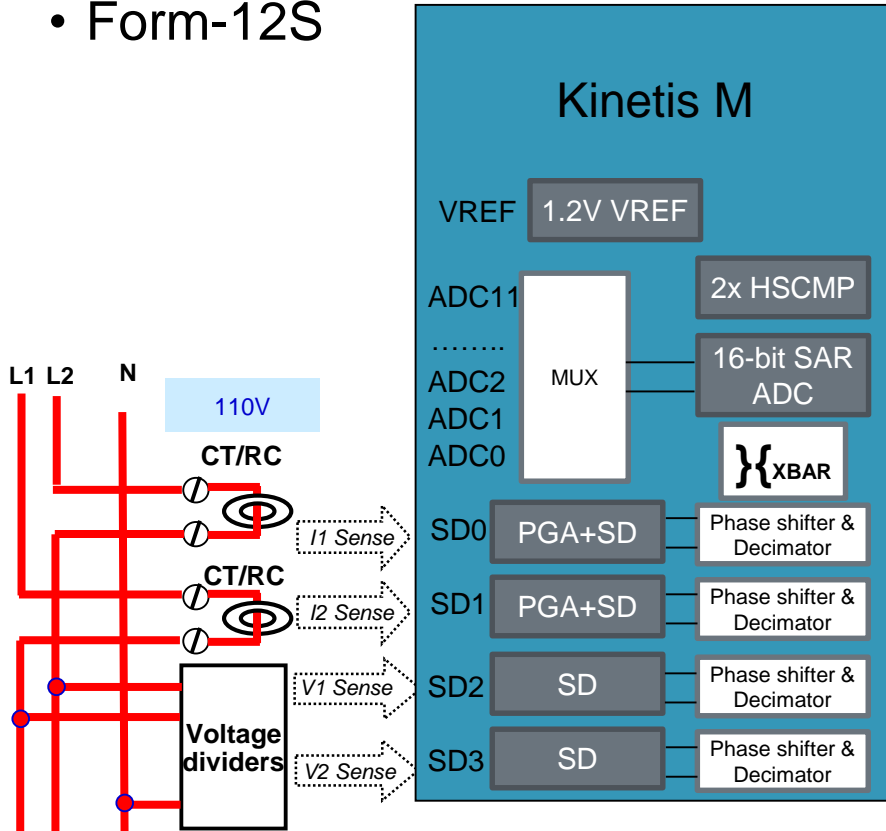 • Form-12S
Kinetis M
VREF
1.2V VREF
ADC11
2x HSCMP
........
ADC2
MUX
16-bit SAR
ADC
ADC1
ADC0
}{XBAR
L1 L2 N
110V
CT/RC
I1 Sense
SD0
PGA+SD
Phase shifter &
Decimator
CT/RC
I2 Sense
SD1
PGA+SD
Phase shifter &
Decimator
V1 Sense
SD2
SD
Phase shifter &
Decimator
Voltage
dividers
V2 Sense
SD3
SD
Phase shifter &
Decimator